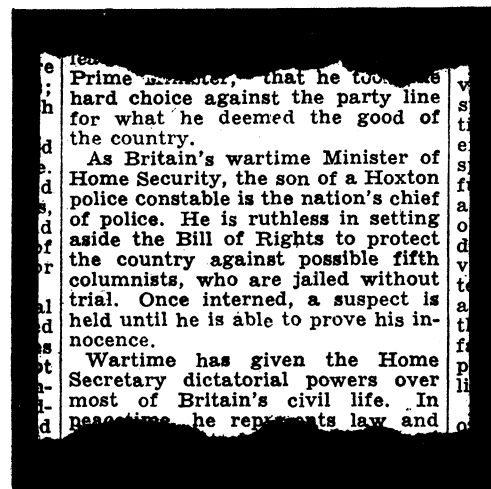 Prime that he
hard choice against the party line
for what he deemed the good of
the country.
As Britain's wartime Minister of
Home Security, the son of a Hoxton
police constable is the nation's chief
of police. He is ruthless in setting
aside the Bill of Rights to protect
the country against possible fifth
columnists, who are jailed without
trial. Once interned, a suspect is
held until he is able to prove his in-
nocence.
Wartime has given the Home
Secretary dictatorial powers over
most of Britain's civil life. In
he law and